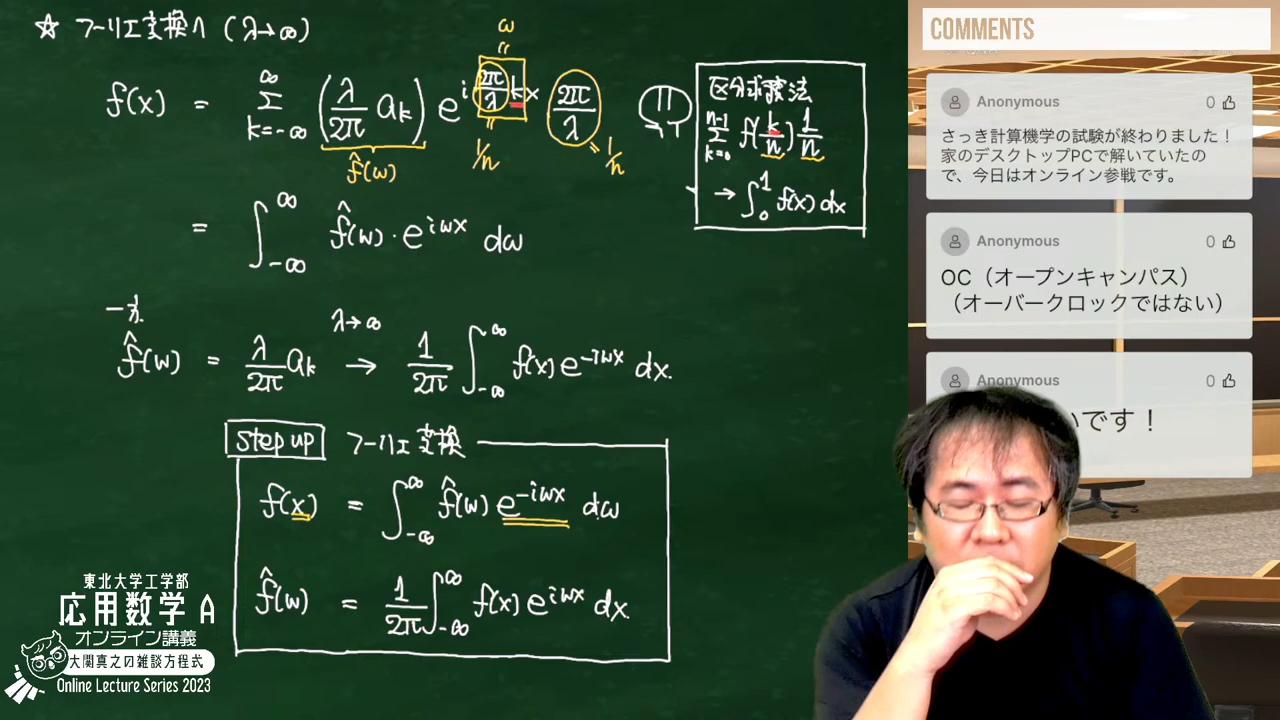 ☆ フーリエ変換へ (λ→∞)
ω
=
f(x) = Σ_{k=-∞}^{∞} (λ/2π a_k) e^{i 2π/λ k x} 2π/λ
f̂(ω)
= 1/n
= 1/n
区分求積法
Σ_{k=0}^{n-1} f(k/n) 1/n
→ ∫_0^1 f(x) dx
= ∫_{-∞}^{∞} f̂(ω)・e^{iωx} dω
一方
f̂(ω) = λ/2π a_k →^{λ→∞} 1/2π ∫_{-∞}^{∞} f(x) e^{-iωx} dx.
Step up フーリエ変換
f(x) = ∫_{-∞}^{∞} f̂(ω) e^{-iωx} dω
f̂(ω) = 1/2π ∫_{-∞}^{∞} f(x) e^{iωx} dx.
東北大学工学部
応用数学 A
オンライン講義
大関真之の雑談方程式
Online Lecture Series 2023
COMMENTS
Anonymous 0
さっき計算機学の試験が終わりました！
家のデスクトップPCで解いていたの
で、今日はオンライン参戦です。
Anonymous 0
OC（オープンキャンパス）
（オーバークロックではない）
Anonymous 0
いです！